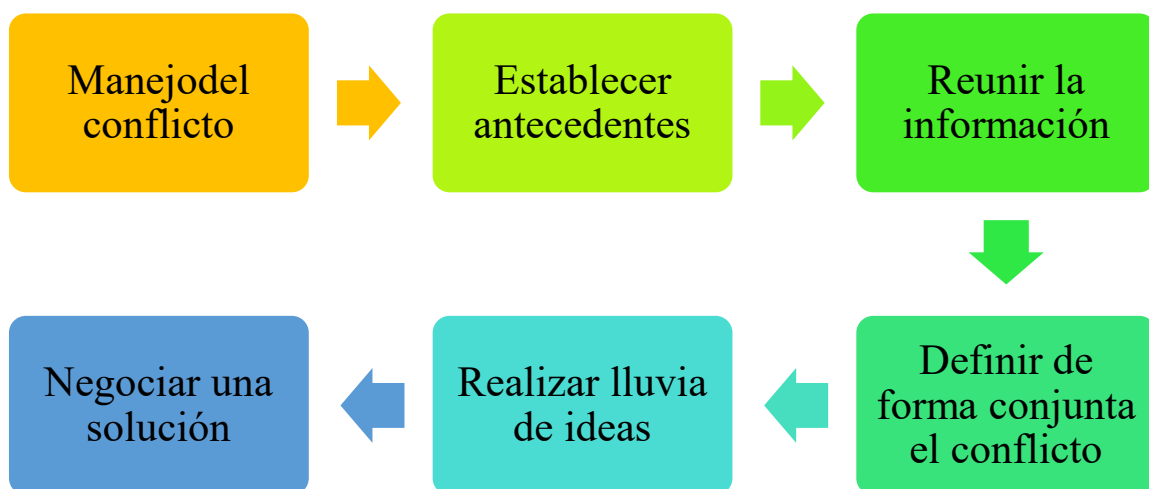 Manejodel
conflicto
Establecer
antecedentes
Reunir la
información
Definir de
forma conjunta
el conflicto
Realizar lluvia
de ideas
Negociar una
solución